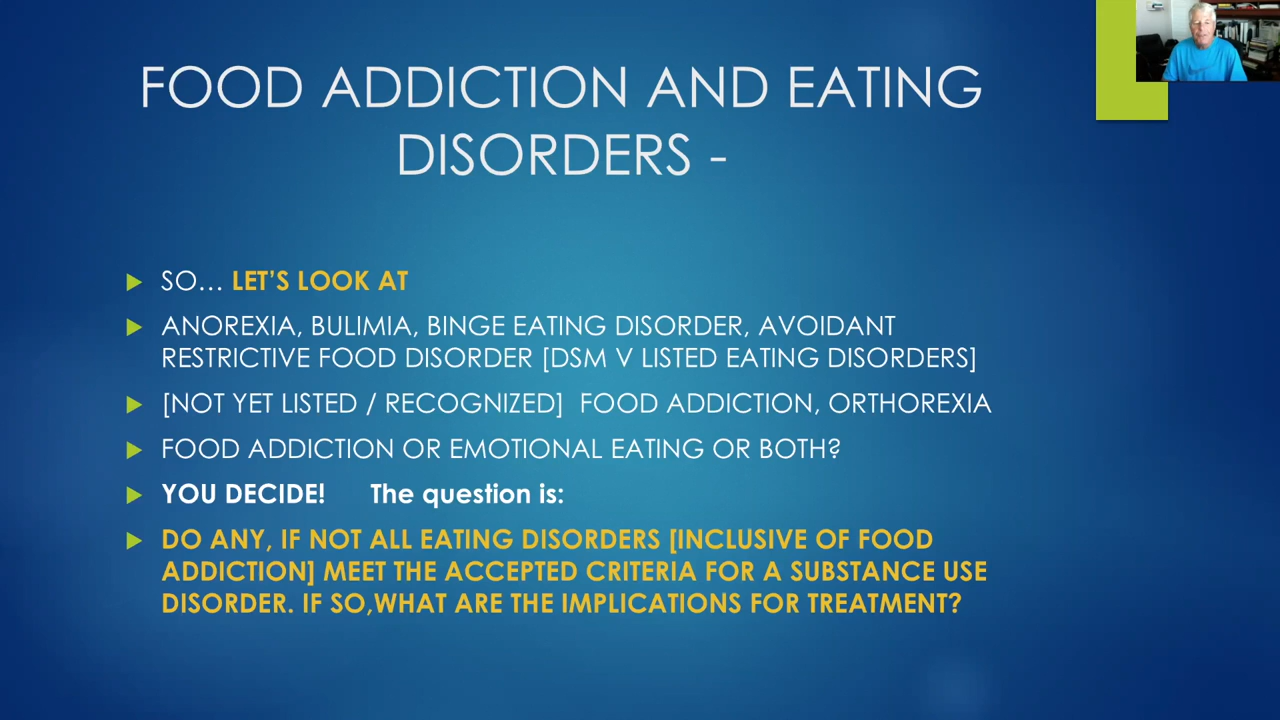 FOOD ADDICTION AND EATING
DISORDERS -
SO... LET'S LOOK AT
ANOREXIA, BULIMIA, BINGE EATING DISORDER, AVOIDANT
RESTRICTIVE FOOD DISORDER [DSM V LISTED EATING DISORDERS]
[NOT YET LISTED / RECOGNIZED]  FOOD ADDICTION, ORTHOREXIA
FOOD ADDICTION OR EMOTIONAL EATING OR BOTH?
YOU DECIDE!   The question is:
DO ANY, IF NOT ALL EATING DISORDERS [INCLUSIVE OF FOOD
ADDICTION] MEET THE ACCEPTED CRITERIA FOR A SUBSTANCE USE
DISORDER. IF SO,WHAT ARE THE IMPLICATIONS FOR TREATMENT?